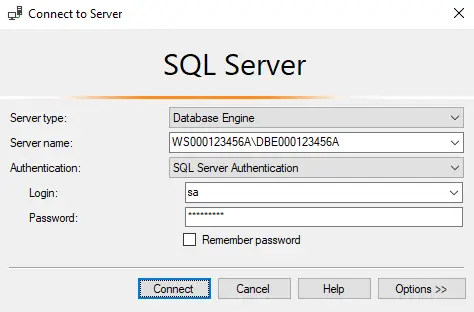 Connect to Server
SQL Server
Server type: Database Engine
Server name: WS000123456A\DBE000123456A
Authentication: SQL Server Authentication
Login: sa
Password: *********
Remember password
Connect Cancel Help Options >>